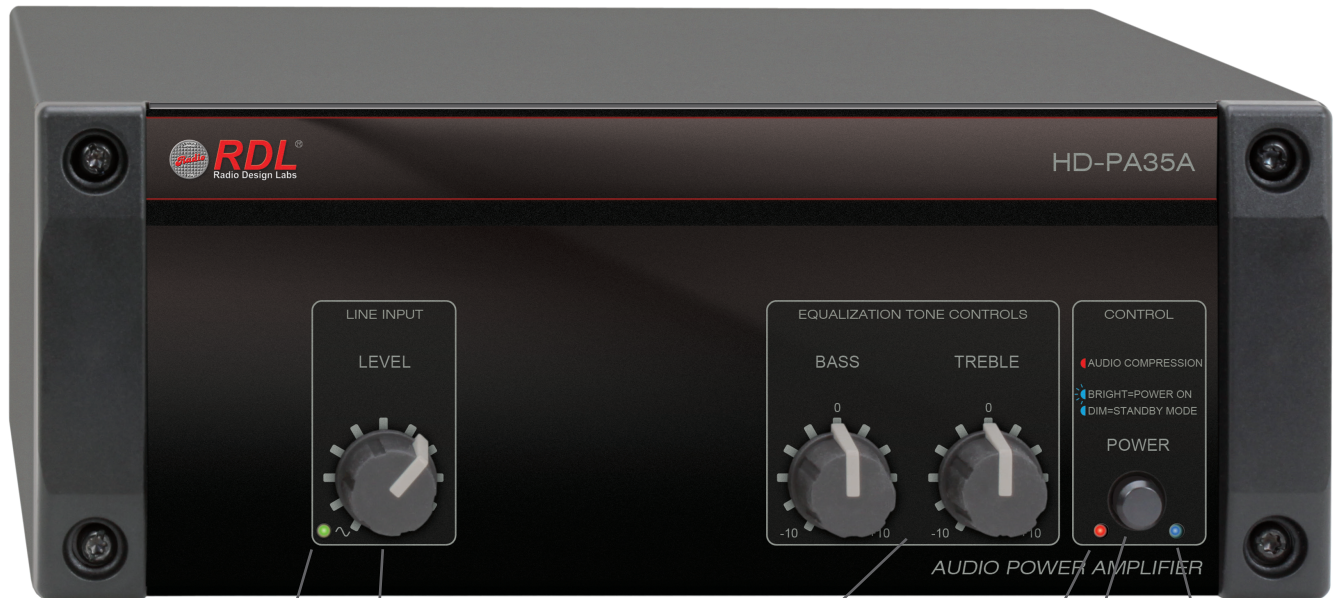 Radio
RDL®
Radio Design Labs
HD-PA35A
LINE INPUT
LEVEL
EQUALIZATION TONE CONTROLS
BASS
TREBLE
0
0
-10
+10
-10
+10
CONTROL
AUDIO COMPRESSION
BRIGHT=POWER ON
DIM=STANDBY MODE
POWER
AUDIO POWER AMPLIFIER